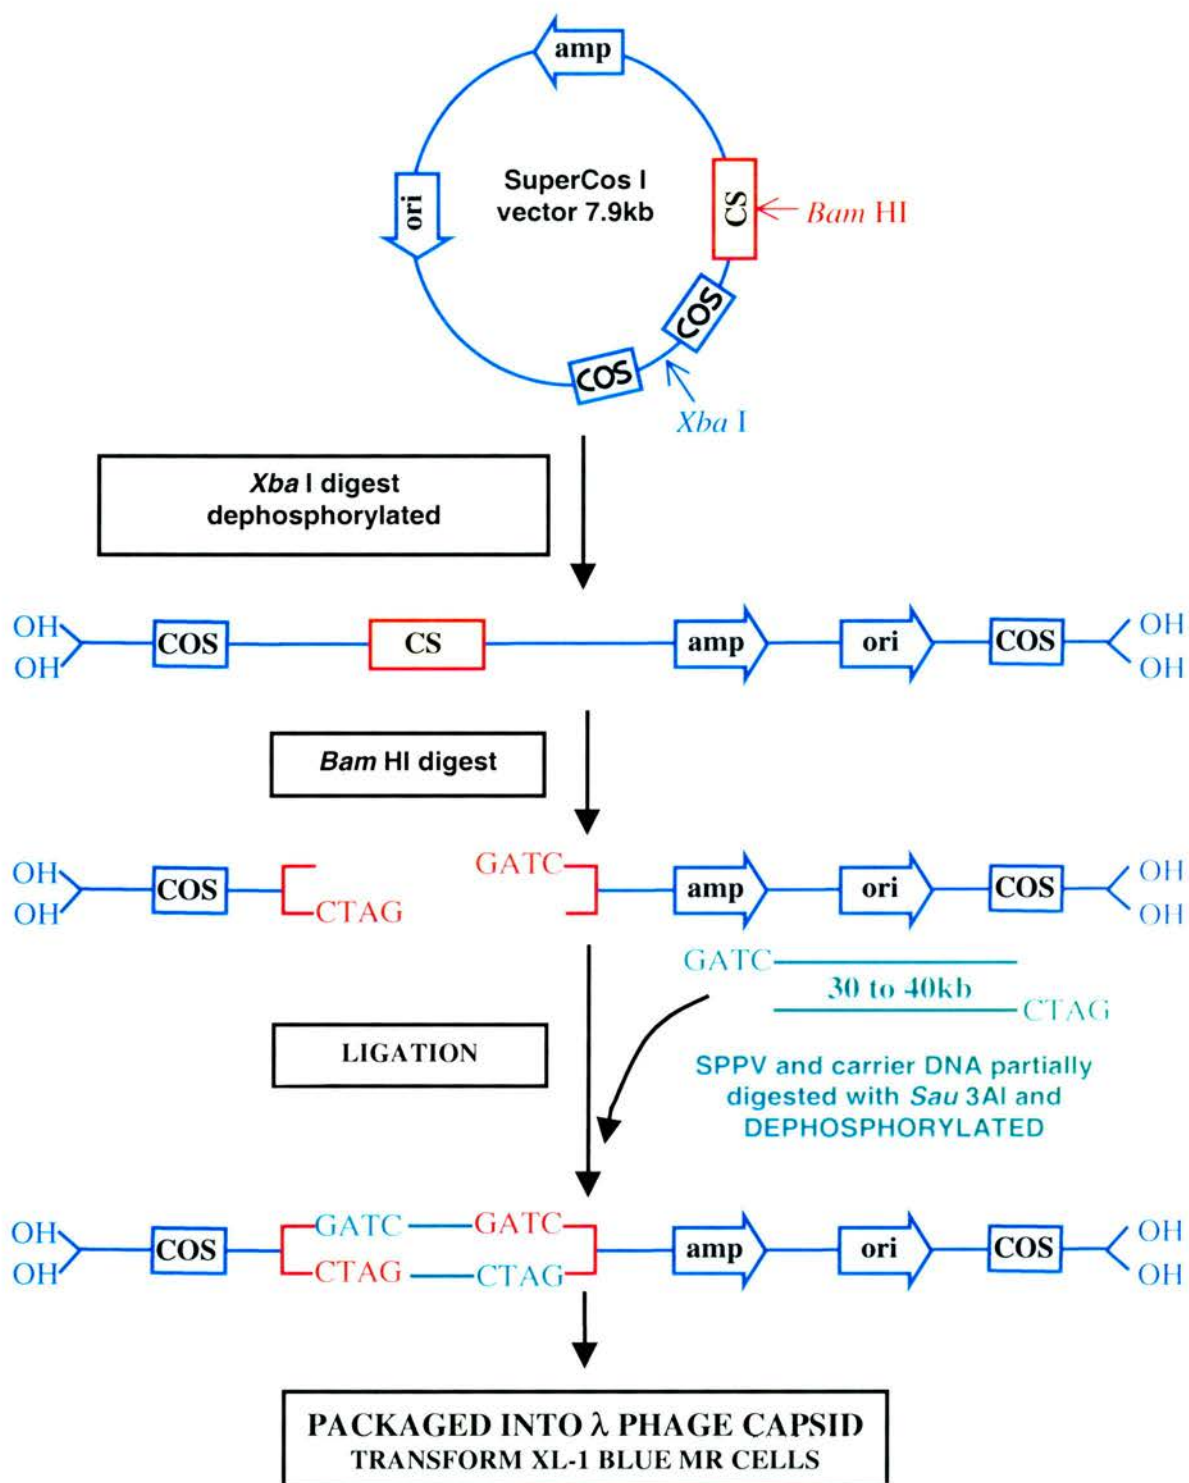 amp
SuperCos I
vector 7.9kb
ori
CS
Bam HI
COS
COS
Xba I
Xba I digest
dephosphorylated
OH
OH
COS
CS
amp
ori
COS
OH
OH
Bam HI digest
OH
OH
COS
CTAG
GATC
amp
ori
COS
OH
OH
GATC
30 to 40kb
CTAG
LIGATION
SPPV and carrier DNA partially
digested with Sau 3AI and
DEPHOSPHORYLATED
OH
OH
COS
GATC
GATC
CTAG
CTAG
amp
ori
COS
OH
OH
PACKAGED INTO λ PHAGE CAPSID
TRANSFORM XL-1 BLUE MR CELLS